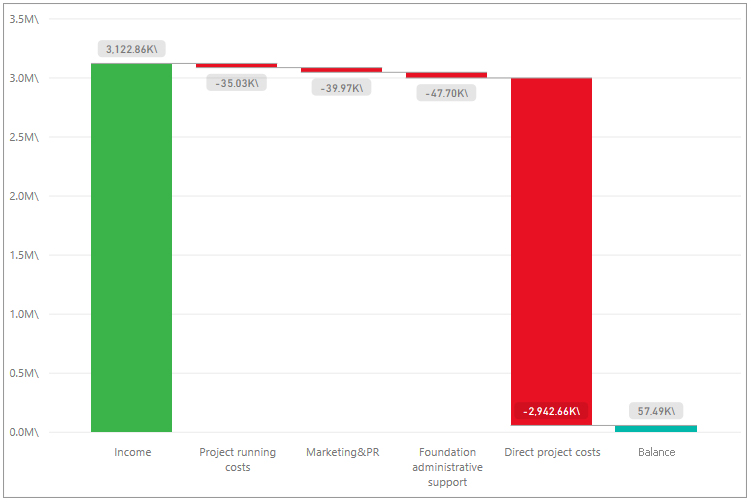 3.5M\
3,122.86K\
3.0M\
-35.03K\
-39.97K\
-47.70K\
2.5M\
2.0M\
1.5M\
1.0M\
0.5M\
-2,942.66K\
57.49K\
0.0M\
Income
Project running
costs
Marketing&PR
Foundation
administrative
support
Direct project costs
Balance